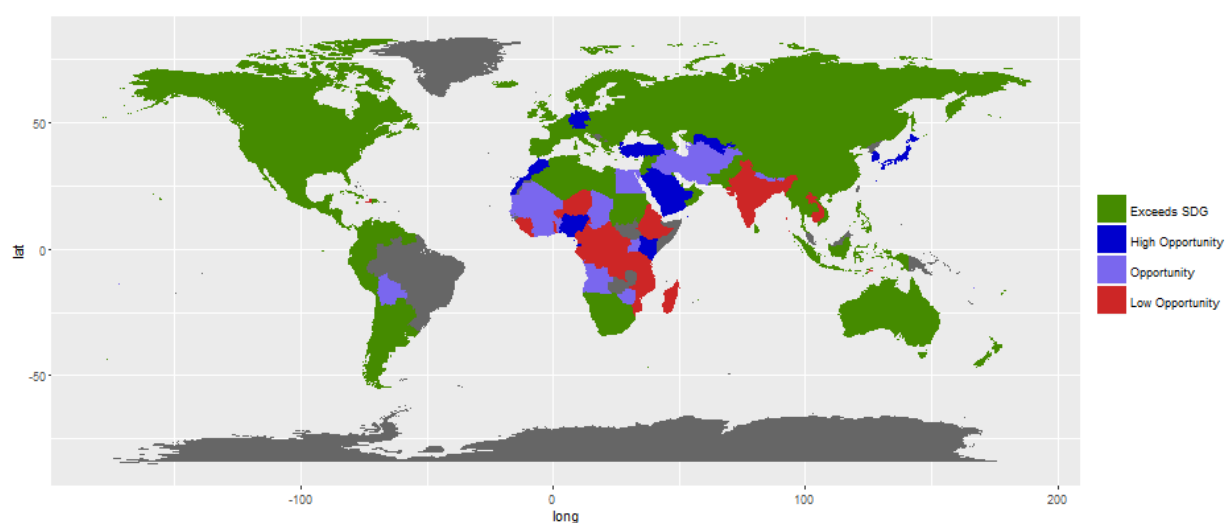 50
0
-50
lat
-100
0
100
200
long
Exceeds SDG
High Opportunity
Opportunity
Low Opportunity